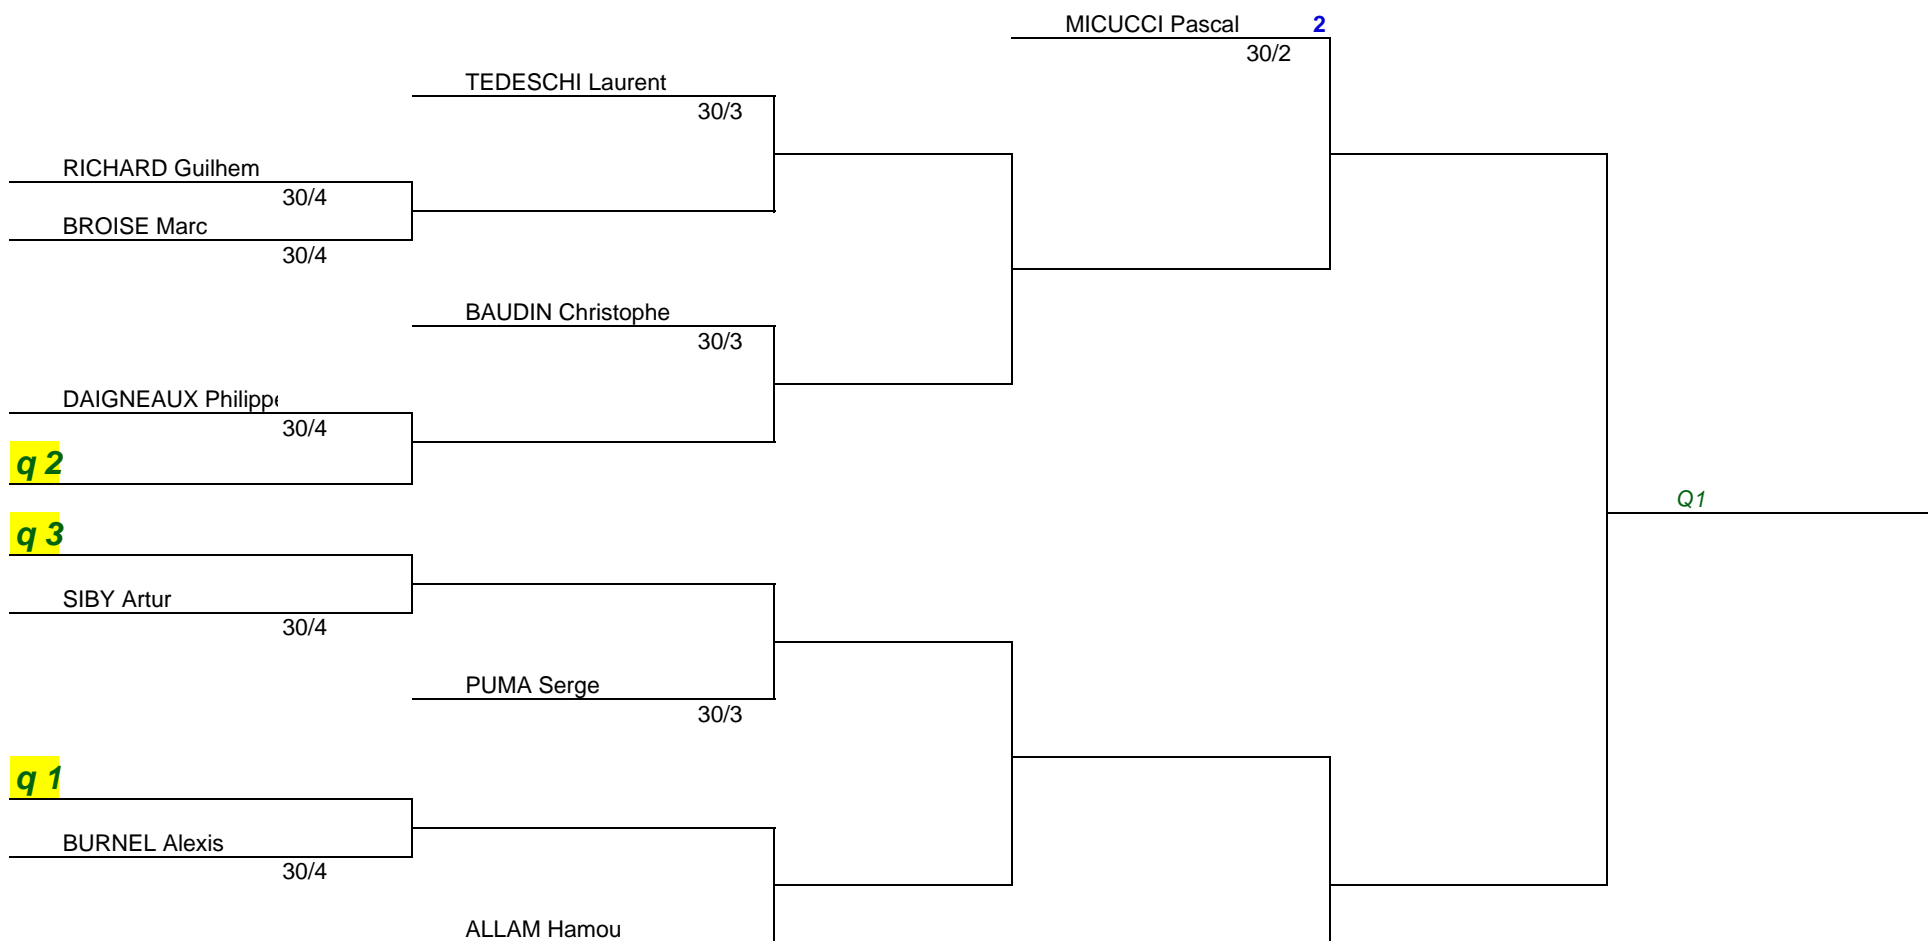 MICUCCI Pascal 2
30/2
TEDESCHI Laurent
30/3
RICHARD Guilhem
30/4
BROISE Marc
30/4
BAUDIN Christophe
30/3
DAIGNEAUX Philippe
30/4
q 2
Q1
q 3
SIBY Artur
30/4
PUMA Serge
30/3
q 1
BURNEL Alexis
30/4
ALLAM Hamou